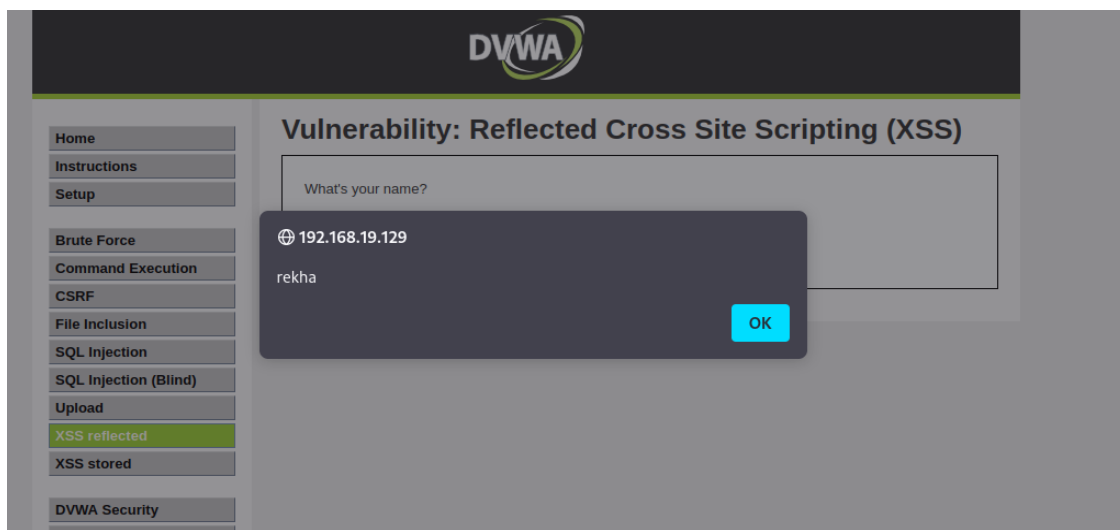 DVWA
Home
Instructions
Setup
Brute Force
Command Execution
CSRF
File Inclusion
SQL Injection
SQL Injection (Blind)
Upload
XSS reflected
XSS stored
DVWA Security
Vulnerability: Reflected Cross Site Scripting (XSS)
What's your name?
192.168.19.129
rekha
OK